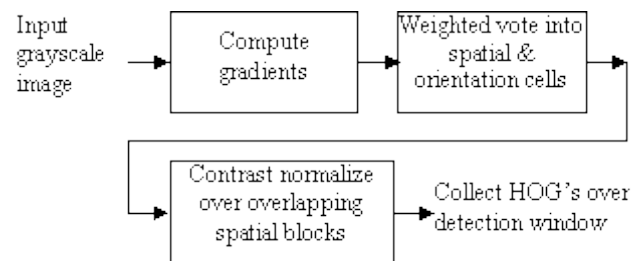 Input
grayscale
image
Compute
gradients
Weighted vote into
spatial &
orientation cells
Contrast normalize
over overlapping
spatial blocks
Collect HOG's over
detection window